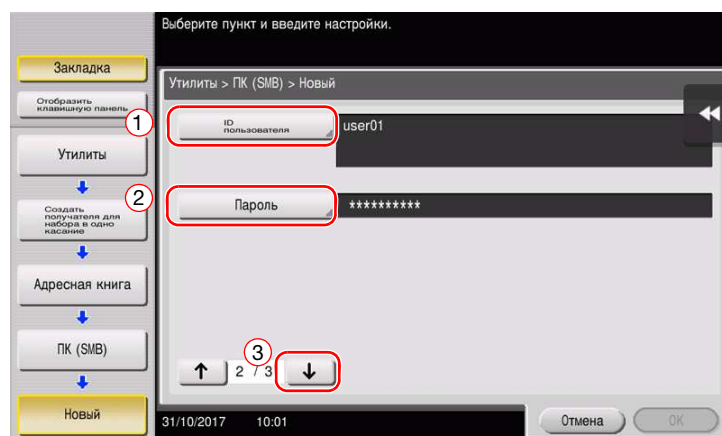 Выберите пункт и введите настройки.
Закладка
Отобразить
клавишную панель
Утилиты
Создать
получателя для
набора в одно
касание
Адресная книга
ПК (SMB)
Новый
Утилиты > ПК (SMB) > Новый
1
ID
пользователя
user01
2
Пароль
**********
3
↑ 2 / 3 ↓
31/10/2017 10:01
Отмена
OK